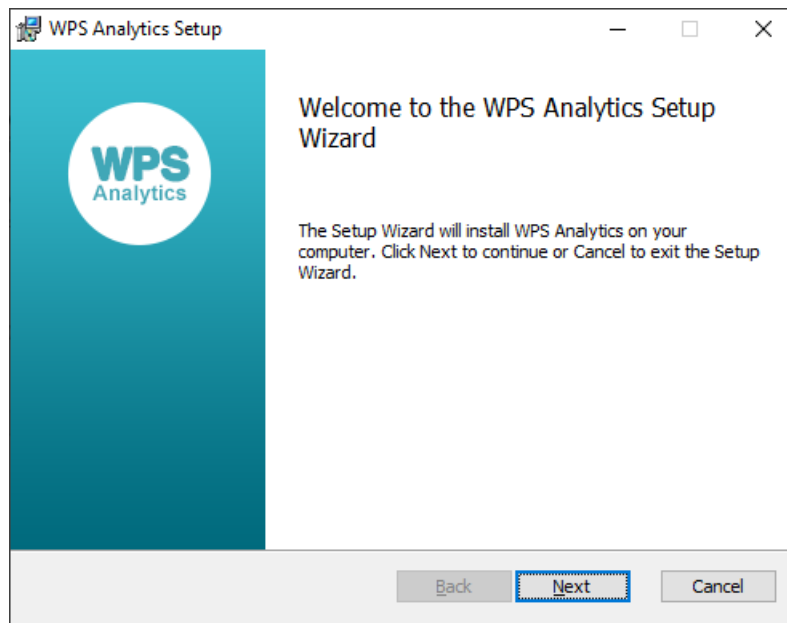 WPS Analytics Setup
WPS
Analytics
Welcome to the WPS Analytics Setup
Wizard
The Setup Wizard will install WPS Analytics on your
computer. Click Next to continue or Cancel to exit the Setup
Wizard.
Back Next Cancel